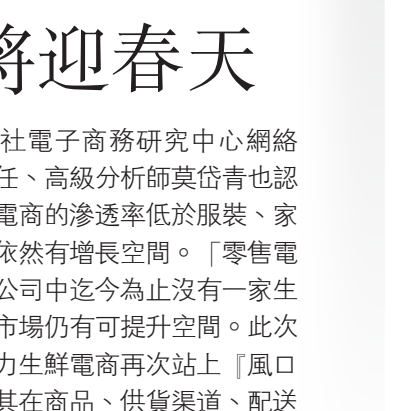 將迎春天
社電子商務研究中心網絡
任、高級分析師莫岱青也認
電商的滲透率低於服裝、家
依然有增長空間。「零售電
公司中迄今為止沒有一家生
市場仍有可提升空間。此次
力生鮮電商再次站上『風口
其在商品、供貨渠道、配送